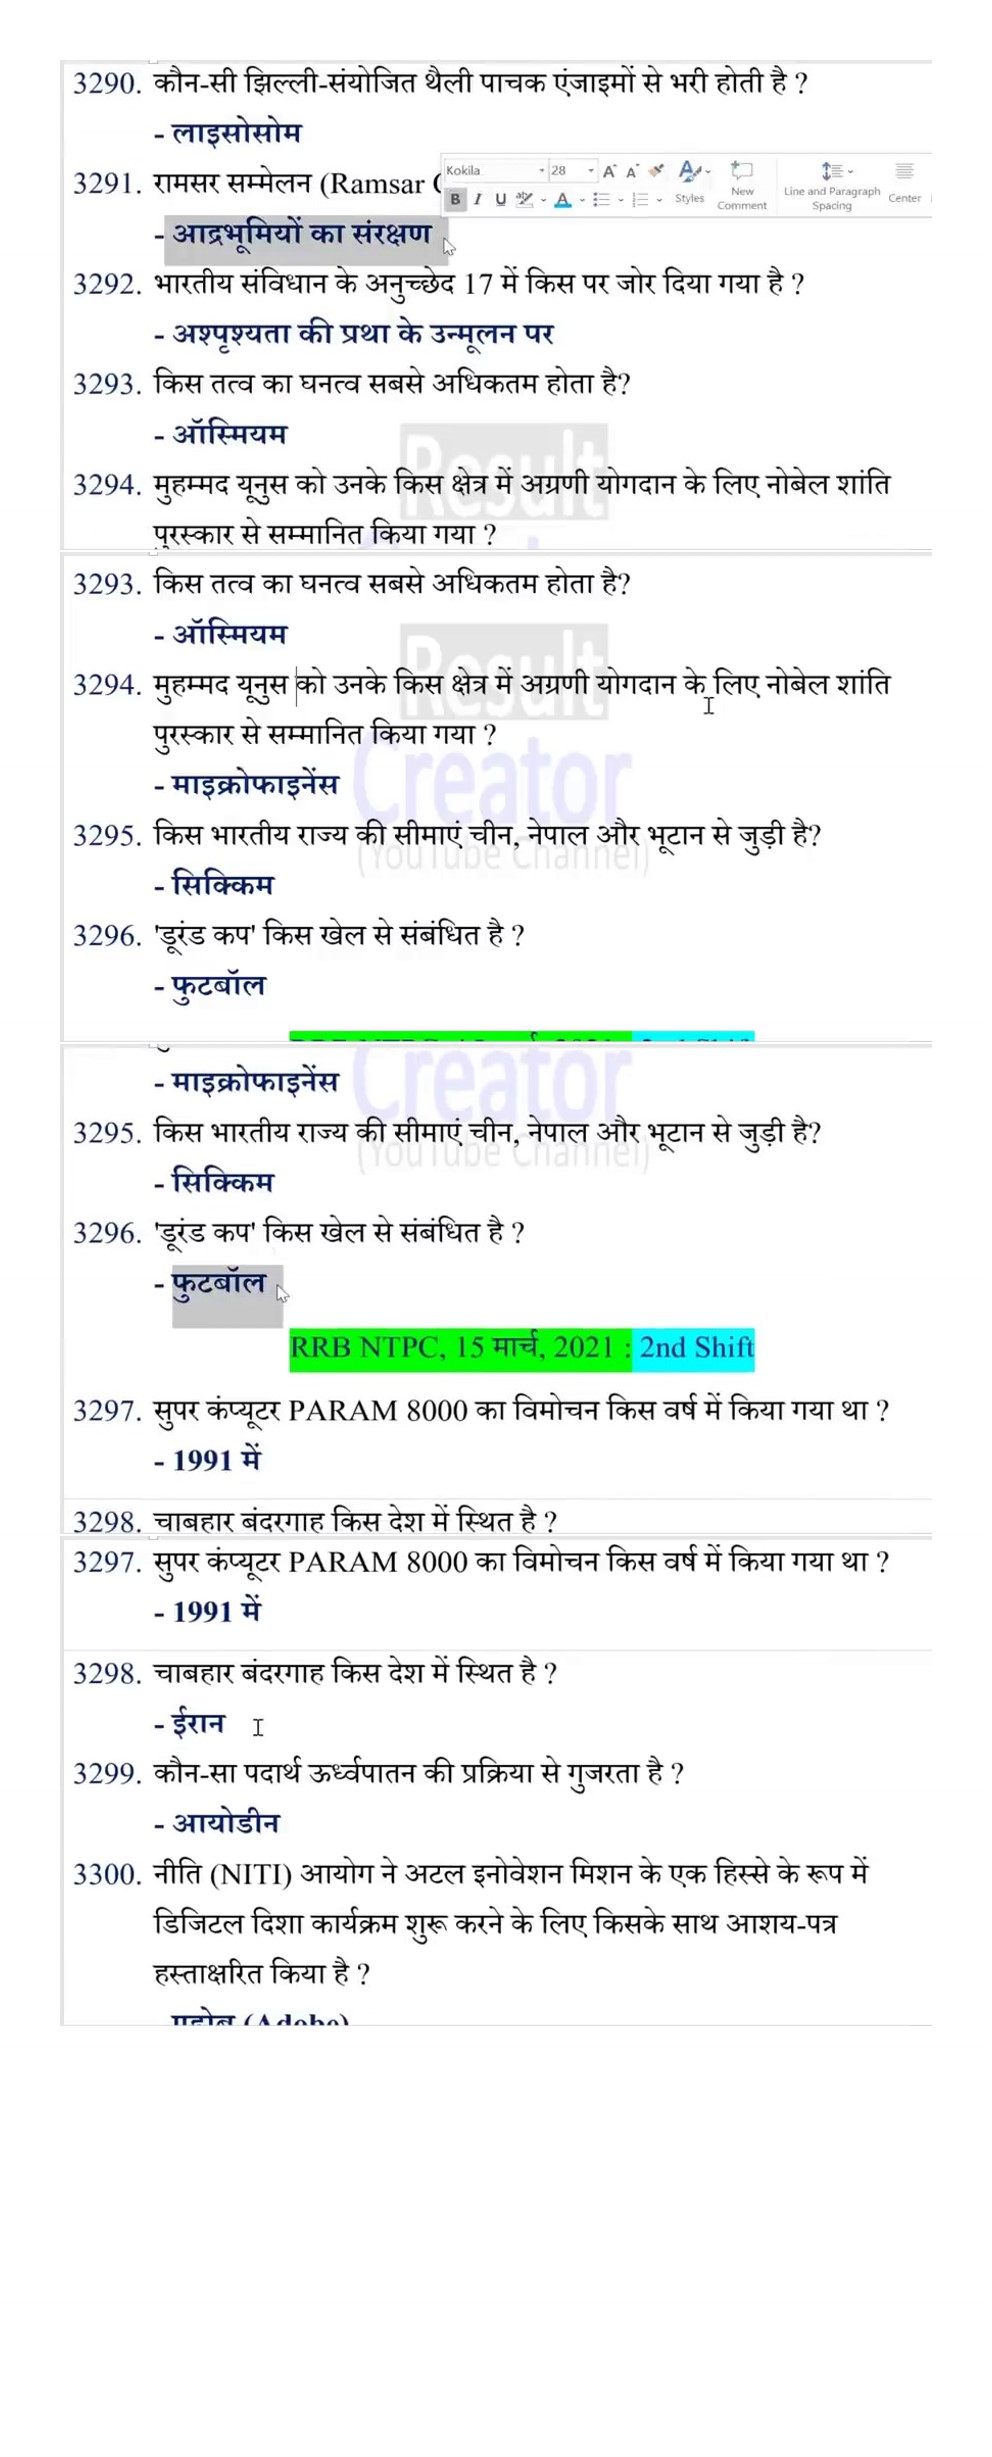 3290. कौन-सी झिल्ली-संयोजित थैली पाचक एंजाइमों से भरी होती है ?
- लाइसोसोम
Kokila 28
3291. रामसर सम्मेलन (Ramsar
B I U Styles New Comment Line and Paragraph Spacing Center
- आद्रभूमियों का संरक्षण
3292. भारतीय संविधान के अनुच्छेद 17 में किस पर जोर दिया गया है ?
- अश्पृश्यता की प्रथा के उन्मूलन पर
3293. किस तत्व का घनत्व सबसे अधिकतम होता है?
- ऑस्मियम
Result
3294. मुहम्मद यूनुस को उनके किस क्षेत्र में अग्रणी योगदान के लिए नोबेल शांति
पुरस्कार से सम्मानित किया गया ?
3293. किस तत्व का घनत्व सबसे अधिकतम होता है?
- ऑस्मियम
Result
3294. मुहम्मद यूनुस को उनके किस क्षेत्र में अग्रणी योगदान के लिए नोबेल शांति
पुरस्कार से सम्मानित किया गया ?
Creator
- माइक्रोफाइनेंस
3295. किस भारतीय राज्य की सीमाएं चीन, नेपाल और भूटान से जुड़ी है?
(YouTube Channel)
- सिक्किम
3296. 'डूरंड कप' किस खेल से संबंधित है ?
- फुटबॉल
Creator
- माइक्रोफाइनेंस
3295. किस भारतीय राज्य की सीमाएं चीन, नेपाल और भूटान से जुड़ी है?
(YouTube Channel)
- सिक्किम
3296. 'डूरंड कप' किस खेल से संबंधित है ?
- फुटबॉल
RRB NTPC, 15 मार्च, 2021 : 2nd Shift
3297. सुपर कंप्यूटर PARAM 8000 का विमोचन किस वर्ष में किया गया था ?
- 1991 में
3298. चाबहार बंदरगाह किस देश में स्थित है ?
3297. सुपर कंप्यूटर PARAM 8000 का विमोचन किस वर्ष में किया गया था ?
- 1991 में
3298. चाबहार बंदरगाह किस देश में स्थित है ?
- ईरान
3299. कौन-सा पदार्थ ऊर्ध्वपातन की प्रक्रिया से गुजरता है ?
- आयोडीन
3300. नीति (NITI) आयोग ने अटल इनोवेशन मिशन के एक हिस्से के रूप में
डिजिटल दिशा कार्यक्रम शुरू करने के लिए किसके साथ आशय-पत्र
हस्ताक्षरित किया है ?